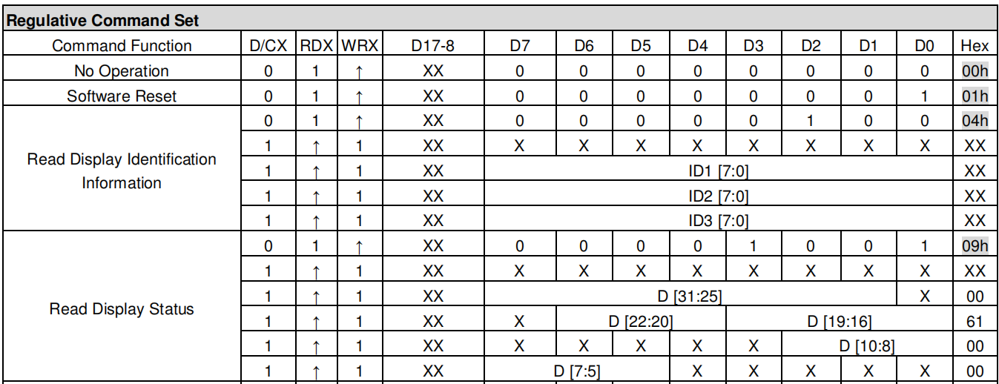 Regulative Command Set
Command Function D/CX RDX WRX D17-8 D7 D6 D5 D4 D3 D2 D1 D0 Hex
No Operation 0 1 ↑ XX 0 0 0 0 0 0 0 0 00h
Software Reset 0 1 ↑ XX 0 0 0 0 0 0 0 1 01h
Read Display Identification
Information
0 1 ↑ XX 0 0 0 0 0 1 0 0 04h
1 ↑ 1 XX X X X X X X X X XX
1 ↑ 1 XX ID1 [7:0] XX
1 ↑ 1 XX ID2 [7:0] XX
1 ↑ 1 XX ID3 [7:0] XX
Read Display Status
0 1 ↑ XX 0 0 0 0 1 0 0 1 09h
1 ↑ 1 XX X X X X X X X X XX
1 ↑ 1 XX D [31:25] X 00
1 ↑ 1 XX X D [22:20] D [19:16] 61
1 ↑ 1 XX X X X X X D [10:8] 00
1 ↑ 1 XX D [7:5] X X X X X 00